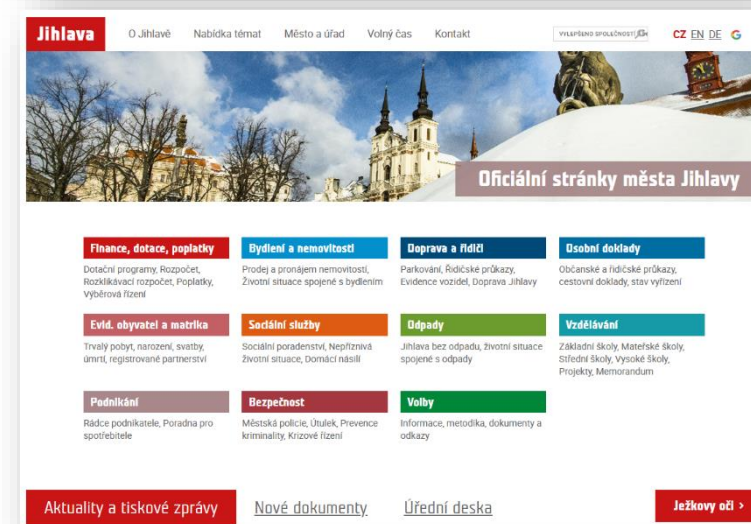 Jihlava
O Jihlavě Nabídka témat Město a úřad Volný čas Kontakt
VYLEPŠENO SPOLEČNOSTÍ
CZ EN DE
Oficiální stránky města Jihlavy
Finance, dotace, poplatky
Dotační programy, Rozpočet,
Rozklikávací rozpočet, Poplatky,
Výběrová řízení
Bydlení a nemovitosti
Prodej a pronájem nemovitostí,
Životní situace spojené s bydlením
Doprava a řidiči
Parkování, Řidičské průkazy,
Evidence vozidel, Doprava Jihlavy
Osobní doklady
Občanské a řidičské průkazy,
cestovní doklady, stav vyřízení
Evid. obyvatel a matrika
Trvalý pobyt, narození, svatby,
úmrtí, registrované partnerství
Sociální služby
Sociální poradenství, Nepříznivá
životní situace, Domácí násilí
Odpady
Jihlava bez odpadu, životní situace
spojené s odpady
Vzdělávání
Základní školy, Mateřské školy,
Střední školy, Vysoké školy,
Projekty, Memorandum
Podnikání
Rádce podnikatele, Poradna pro
spotřebitele
Bezpečnost
Městská policie, Útulek, Prevence
kriminality, Krizové řízení
Volby
Informace, metodika, dokumenty a
odkazy
Aktuality a tiskové zprávy Nové dokumenty Úřední deska
Ježkovy oči >